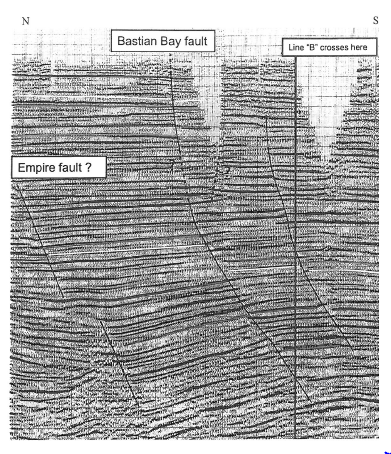 N
S
Bastian Bay fault
Line "B" crosses here
Empire fault ?